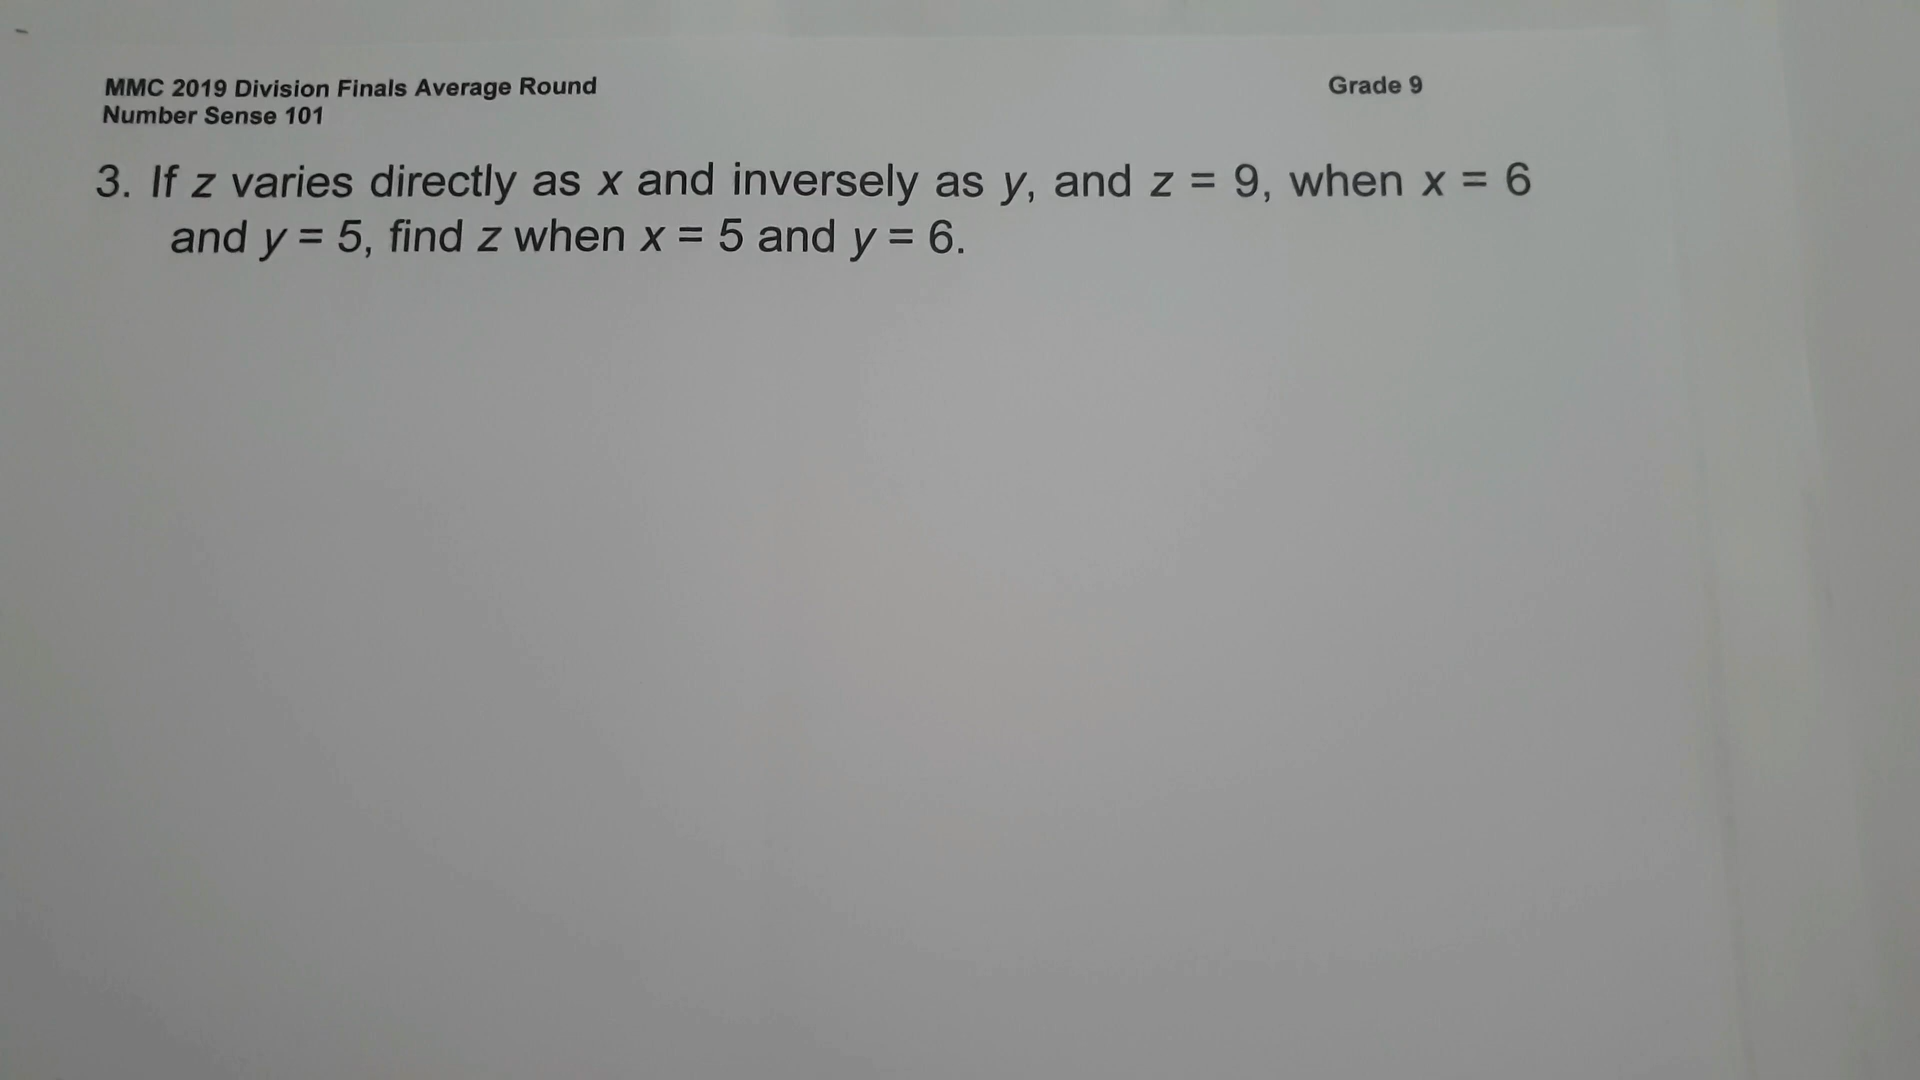 MMC 2019 Division Finals Average Round Grade 9
Number Sense 101
3. If z varies directly as x and inversely as y, and z = 9, when x = 6
and y = 5, find z when x = 5 and y = 6.